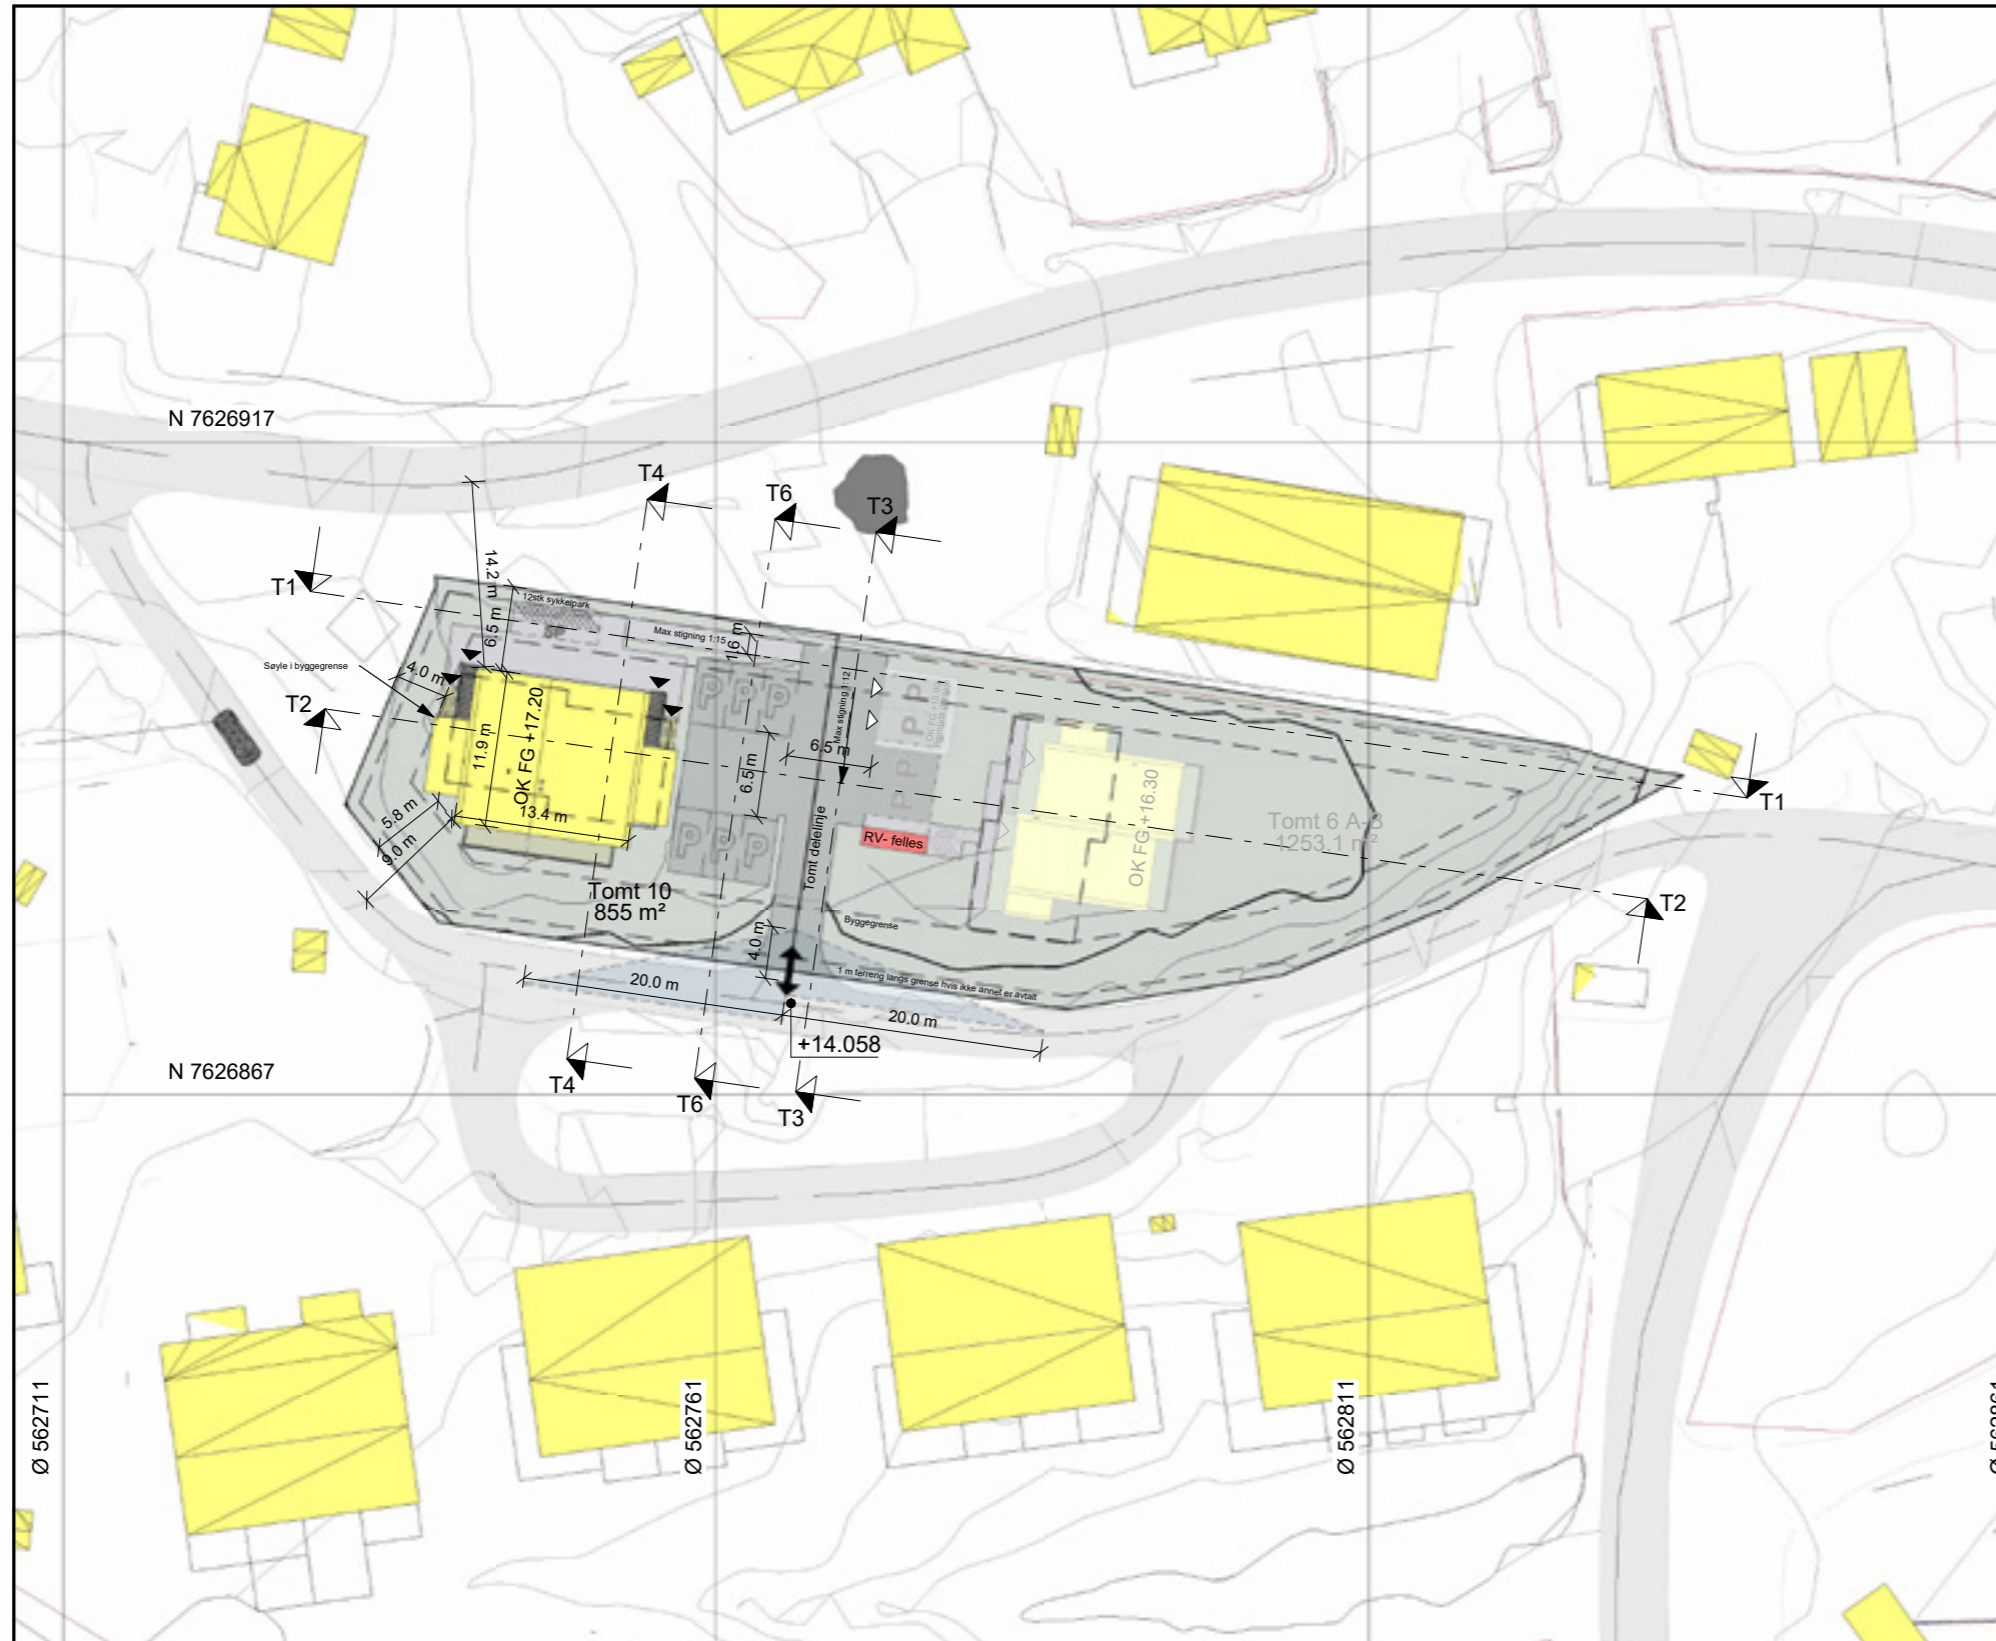 N 7626917
T4
T6
T3
T1
14.2 m
6.5 m
12stk sykkelpark
SP
Max stigning 1:15
1.6 m
Søyle i byggegrense
4.0 m
T2
11.9 m
OK FG +17.20
13.4 m
P P P
P P P
6.5 m
6.5 m
Max stigning 1:12
P P
P P
OK FG +16.30
RV- felles
Tomt delelinje
Tomt 6 A-B
1253.1 m²
T1
T2
5.8 m
9.0 m
Tomt 10
855 m²
Byggegrense
4.0 m
1 m terreng langs grense hvis ikke annet er avtalt
20.0 m
20.0 m
+14.058
N 7626867
T4
T6
T3
Ø 562711
Ø 562761
Ø 562811